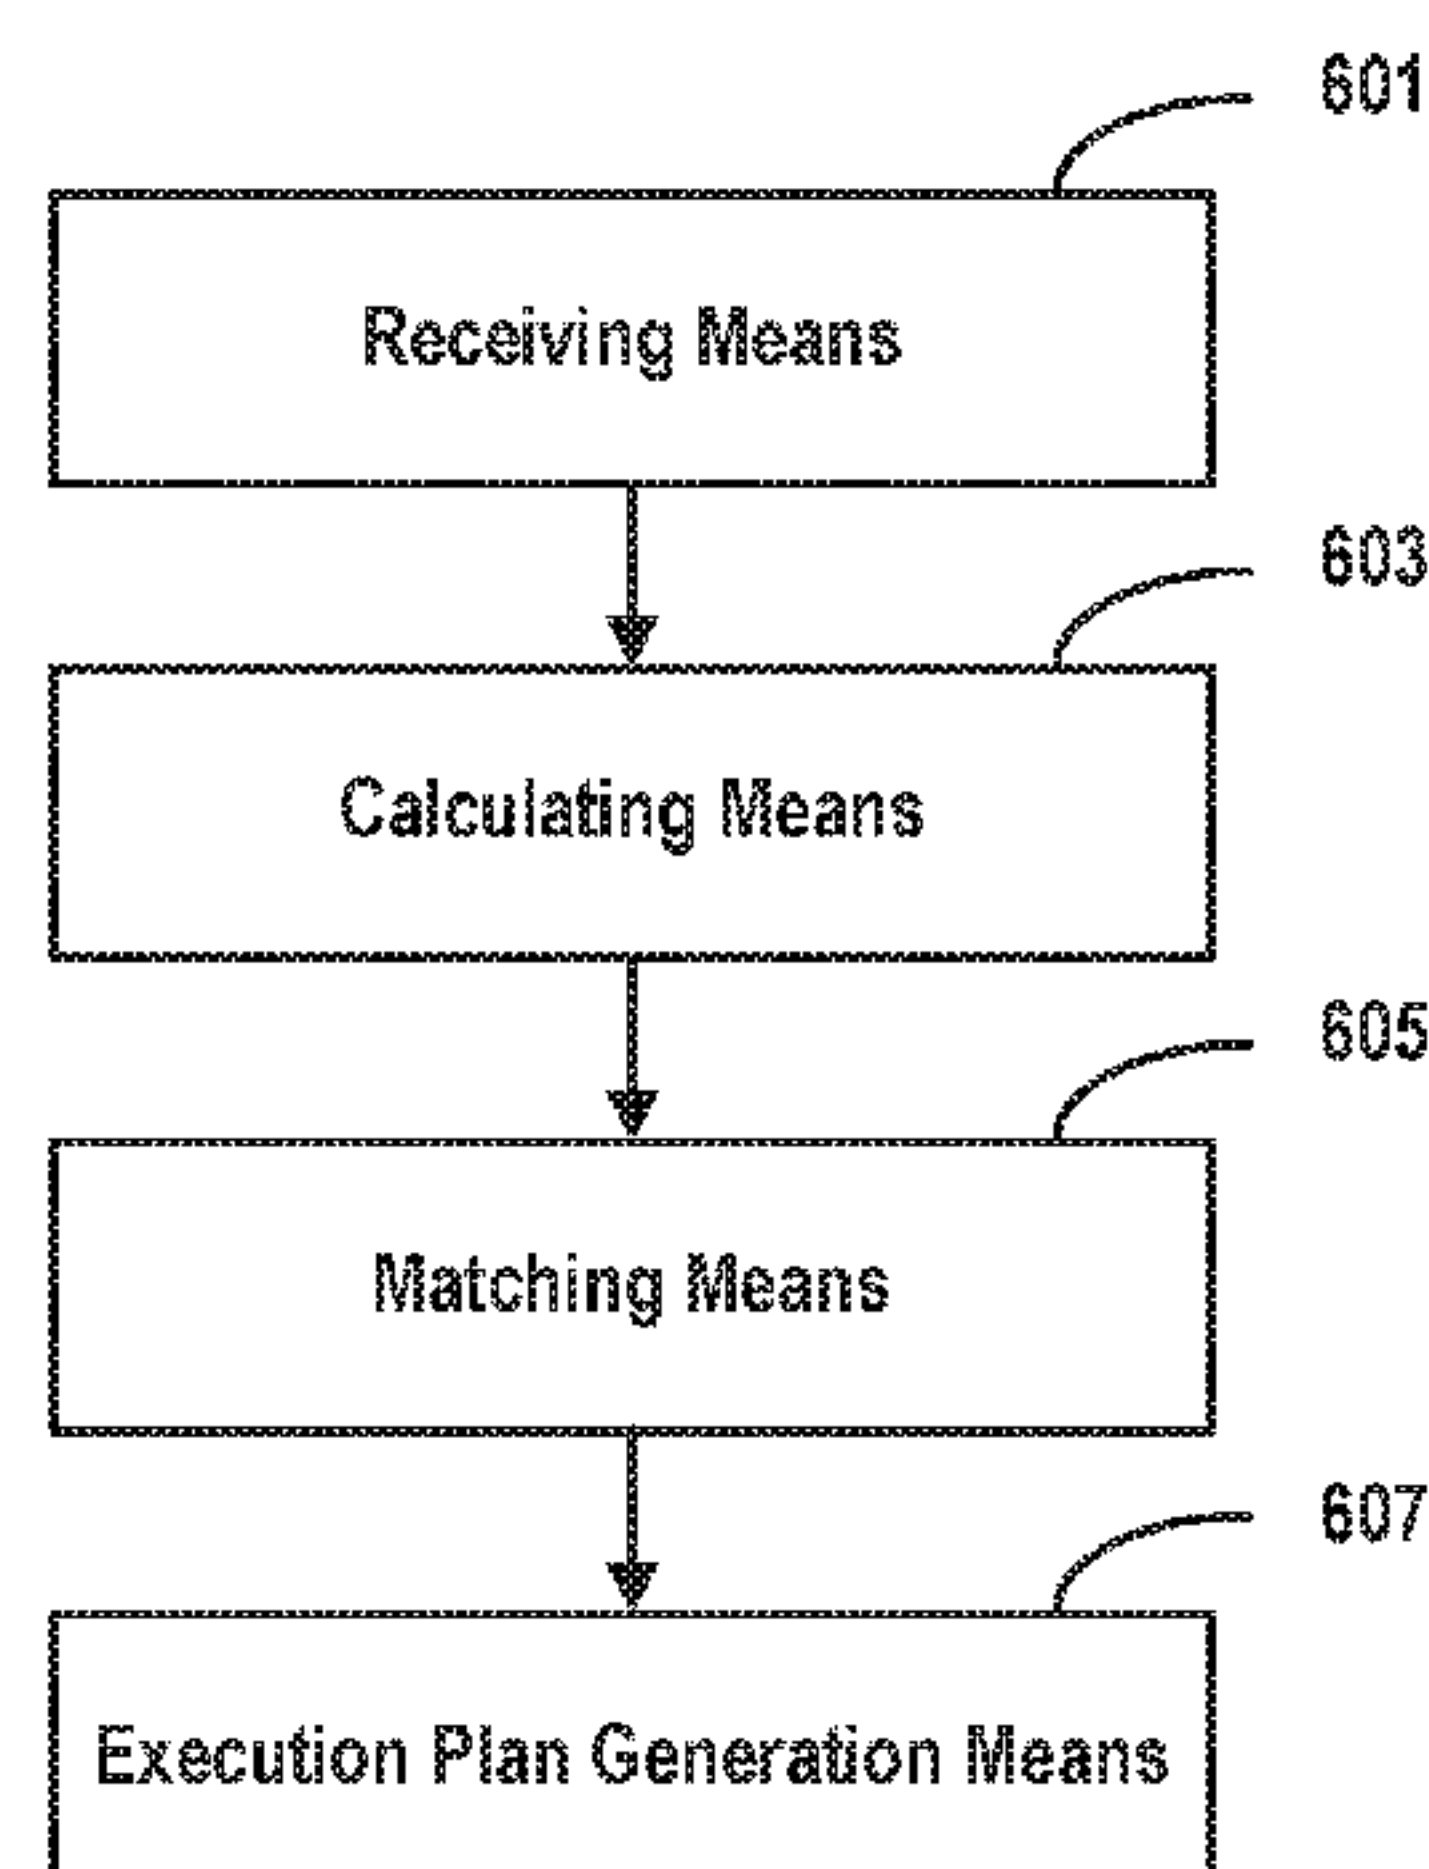 601
Receiving Means
603
Calculating Means
605
Matching Means
607
Execution Plan Generation Means